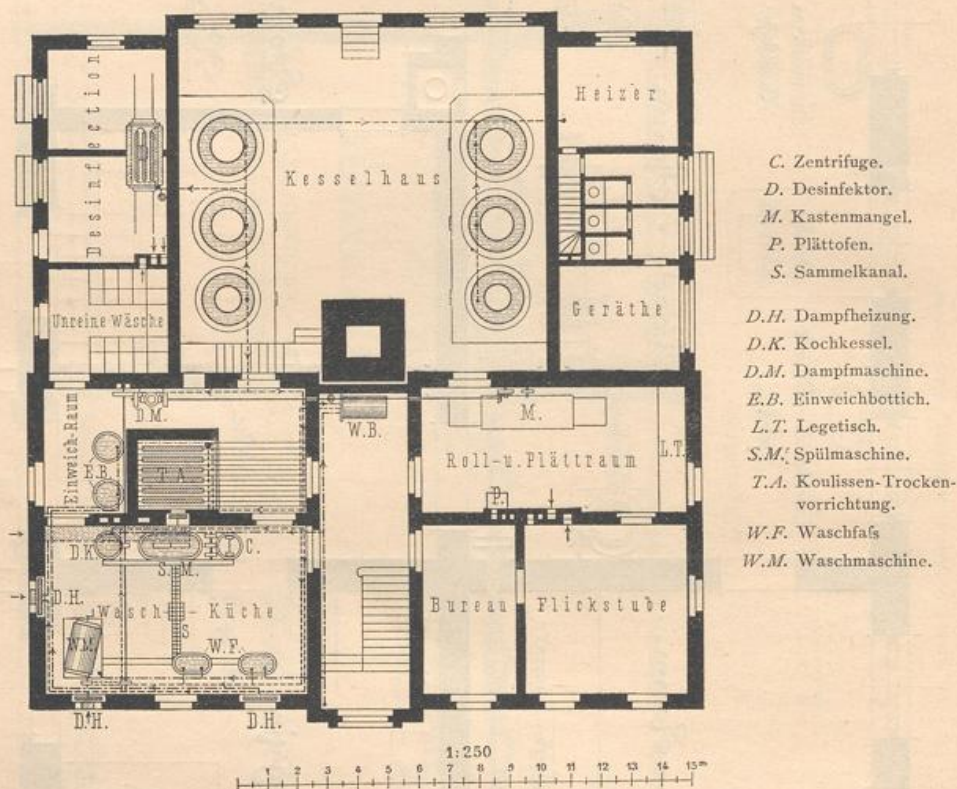 Desinfection
Kesselhaus
Heizer
Unreine Wäsche
Geräthe
Einweich-Raum
D.M.
W.B.
M.
E.B.
T.A.
Roll- u. Plättraum
L.T.
P.
D.K.
S.M.
C.
D.H.
Wasch-Küche
S
W.M.
W.F.
Bureau
Flickstube
D.H.
D.H.
1:250
1 2 3 4 5 6 7 8 9 10 11 12 13 14 15m
C. Zentrifuge.
D. Desinfektor.
M. Kastenmangel.
P. Plättofen.
S. Sammelkanal.
D.H. Dampfheizung.
D.K. Kochkessel.
D.M. Dampfmaschine.
E.B. Einweichbottich.
L.T. Legetisch.
S.M. Spülmaschine.
T.A. Koulissen-Trocken-
vorrichtung.
W.F. Waschfaſs
W.M. Waschmaschine.